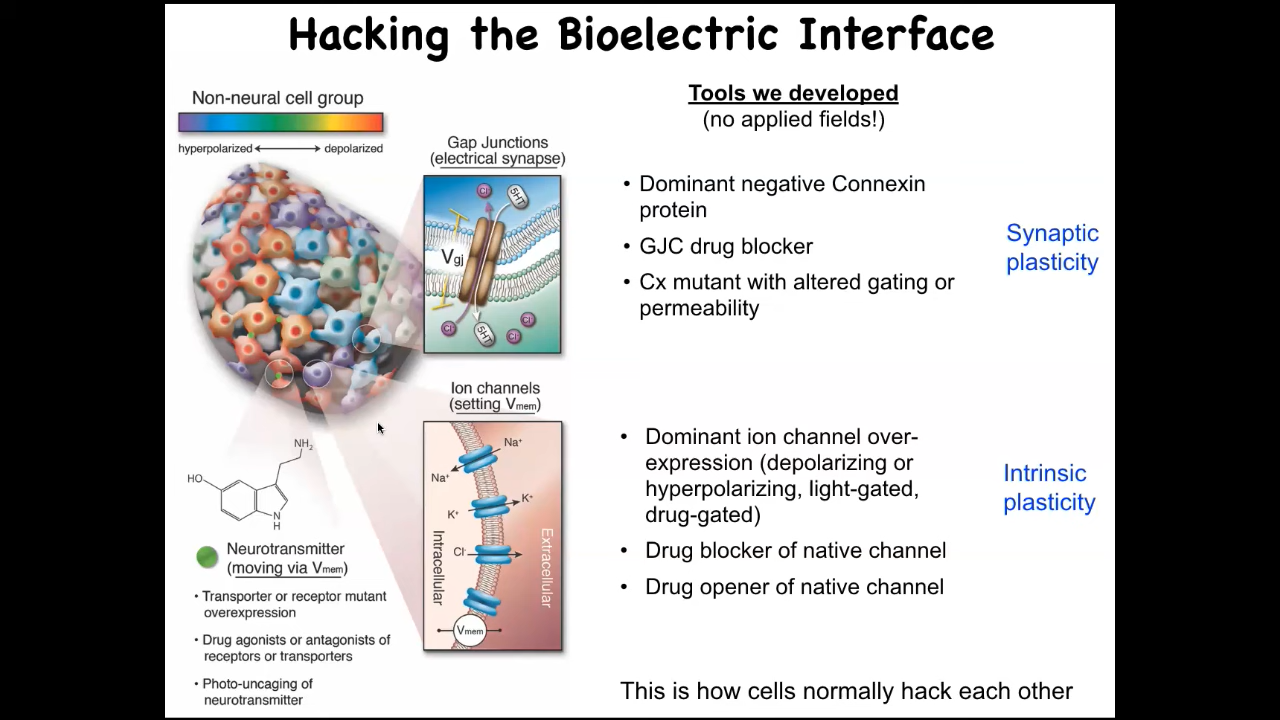 Hacking the Bioelectric Interface
Non-neural cell group
hyperpolarized
depolarized
Gap Junctions
(electrical synapse)
Cl-
5HT
Vgj
Cl-
5HT
Cl-
Cl-
Ion channels
(setting Vmem)
Na+
Na+
K+
K+
Cl-
Intracellular
Extracellular
Vmem
NH2
HO
N
H
Neurotransmitter
(moving via Vmem)
• Transporter or receptor mutant
overexpression
• Drug agonists or antagonists of
receptors or transporters
• Photo-uncaging of
neurotransmitter
Tools we developed
(no applied fields!)
• Dominant negative Connexin
protein
• GJC drug blocker
• Cx mutant with altered gating or
permeability
Synaptic
plasticity
• Dominant ion channel over-
expression (depolarizing or
hyperpolarizing, light-gated,
drug-gated)
• Drug blocker of native channel
• Drug opener of native channel
Intrinsic
plasticity
This is how cells normally hack each other